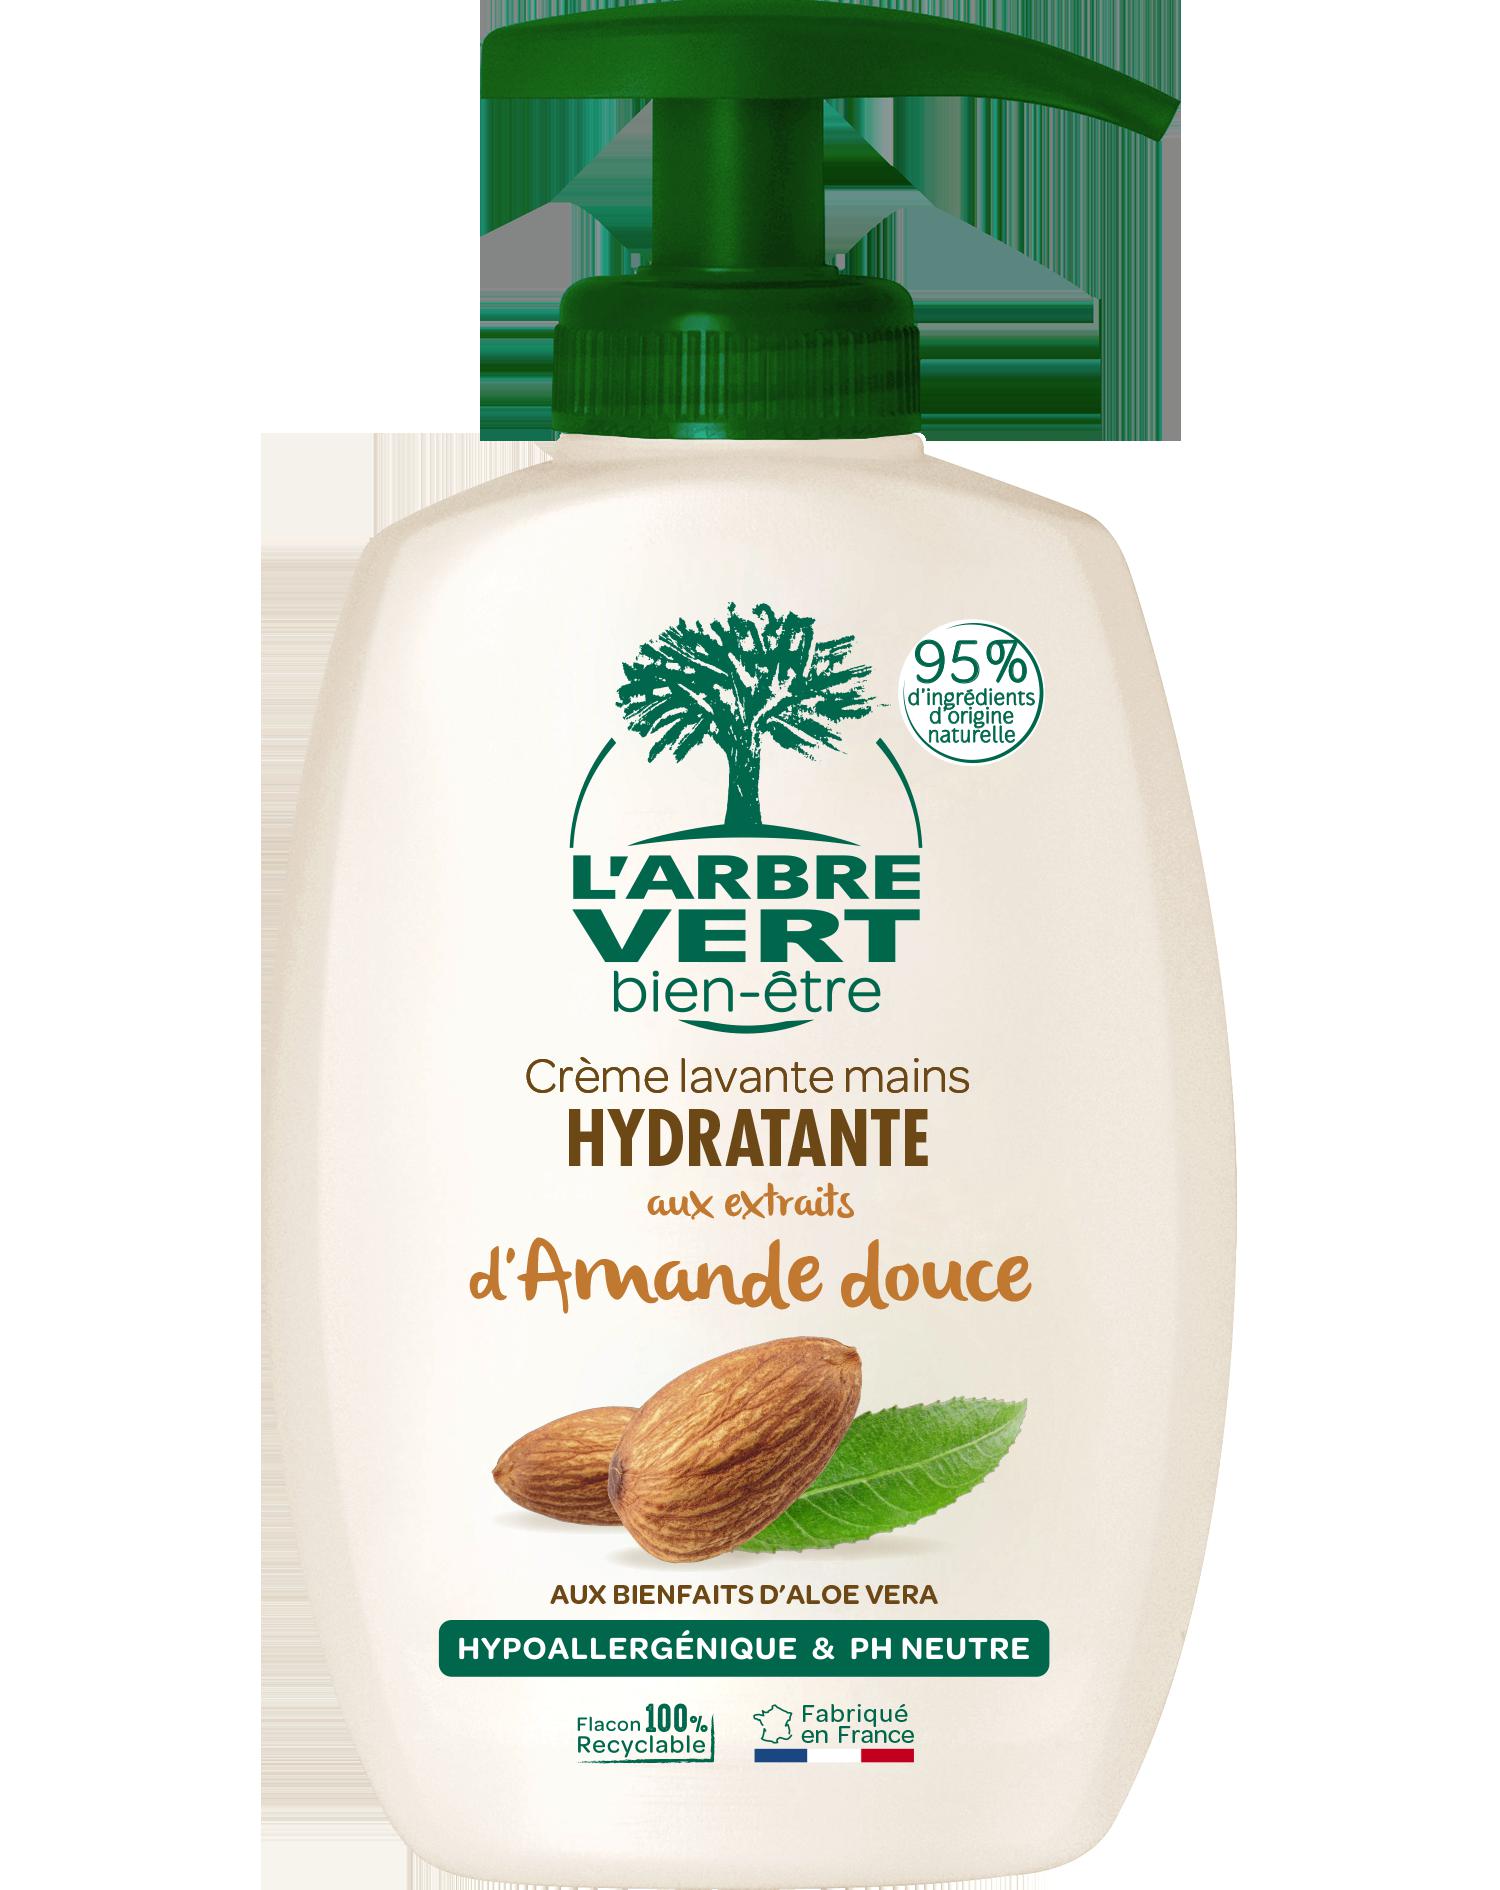 95%
d'ingrédients
d'origine
naturelle
L'ARBRE
VERT
bien-être
Crème lavante mains
HYDRATANTE
aux extraits
d'Amande douce
AUX BIENFAITS D'ALOE VERA
HYPOALLERGÉNIQUE & PH NEUTRE
Flacon 100%
Recyclable
Fabriqué
en France